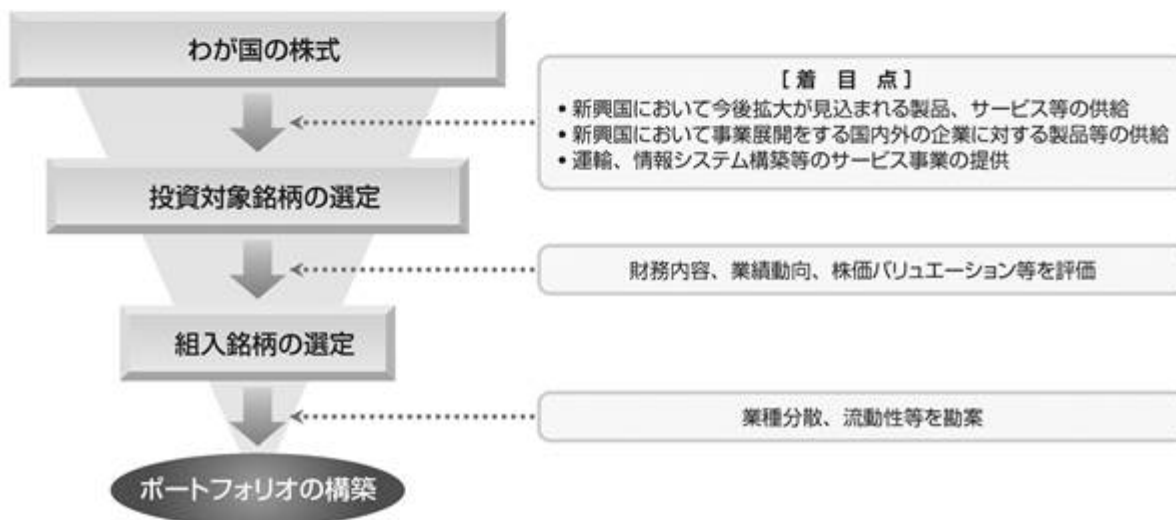 わが国の株式
[着 目 点]
• 新興国において今後拡大が見込まれる製品、サービス等の供給
• 新興国において事業展開をする国内外の企業に対する製品等の供給
• 運輸、情報システム構築等のサービス事業の提供
投資対象銘柄の選定
財務内容、業績動向、株価バリュエーション等を評価
組入銘柄の選定
業種分散、流動性等を勘案
ポートフォリオの構築